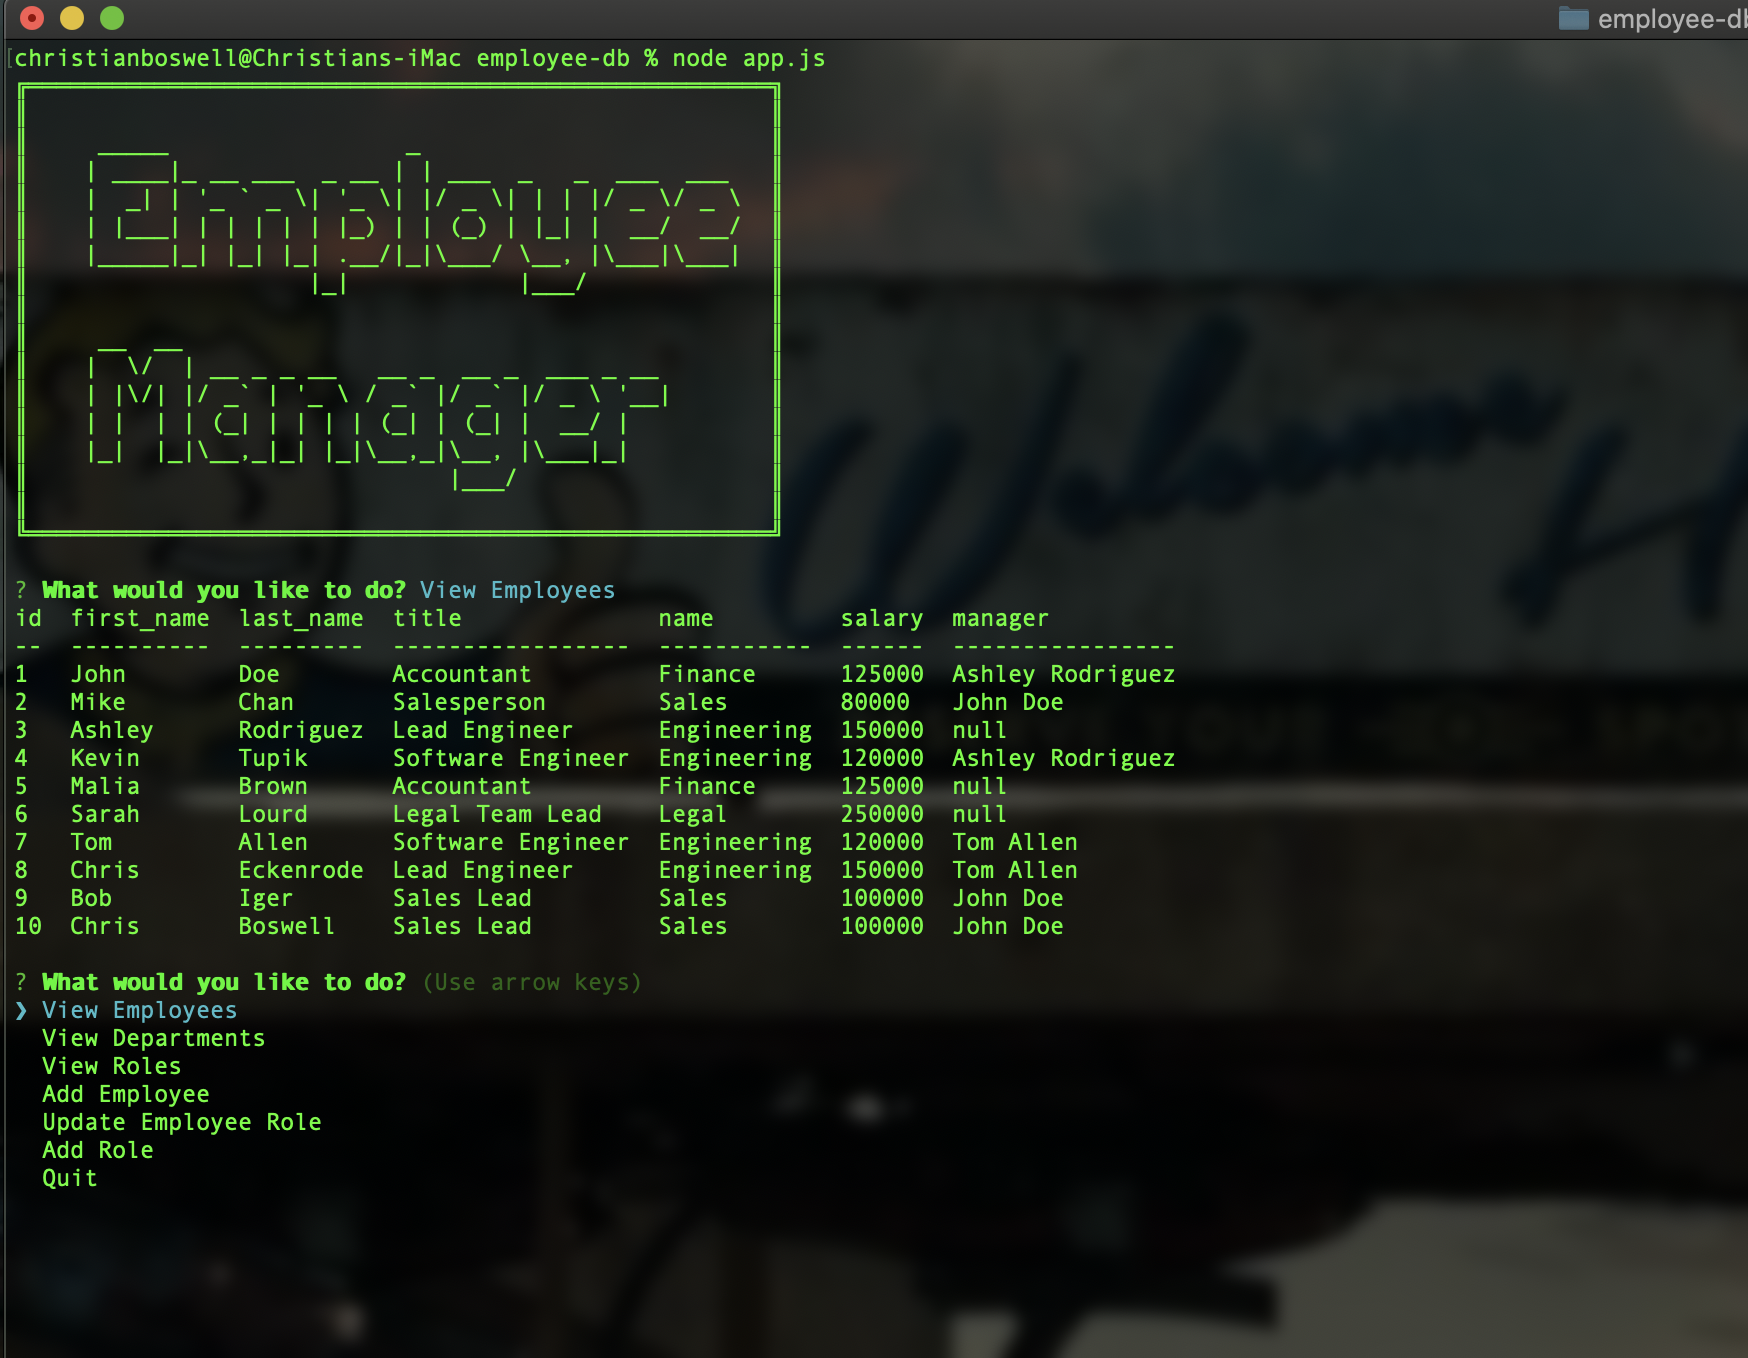 employee-db
[christianboswell@Christians-iMac employee-db % node app.js
Employee
Manager
? What would you like to do? View Employees
id  first_name  last_name  title              name         salary  manager
--  ----------  ---------  -----------------  -----------  ------  ----------------
1   John        Doe        Accountant         Finance      125000  Ashley Rodriguez
2   Mike        Chan       Salesperson        Sales        80000   John Doe
3   Ashley      Rodriguez  Lead Engineer      Engineering  150000  null
4   Kevin       Tupik      Software Engineer  Engineering  120000  Ashley Rodriguez
5   Malia       Brown      Accountant         Finance      125000  null
6   Sarah       Lourd      Legal Team Lead    Legal        250000  null
7   Tom         Allen      Software Engineer  Engineering  120000  Tom Allen
8   Chris       Eckenrode  Lead Engineer      Engineering  150000  Tom Allen
9   Bob         Iger       Sales Lead         Sales        100000  John Doe
10  Chris       Boswell    Sales Lead         Sales        100000  John Doe
? What would you like to do? (Use arrow keys)
❯ View Employees
View Departments
View Roles
Add Employee
Update Employee Role
Add Role
Quit
Welcome